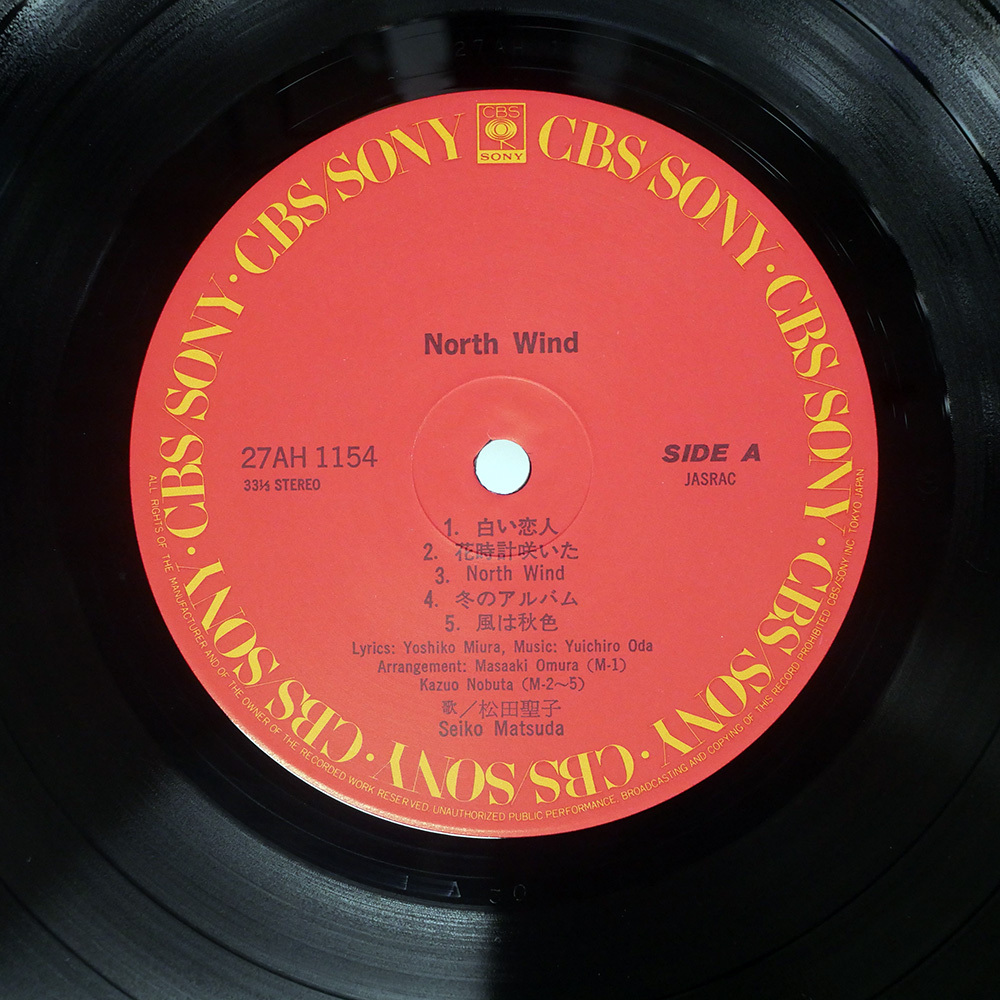 27AH 1
CBS
SONY
CBS/SONY · CBS/SONY · CBS/SONY · CBS/SONY · CBS/SONY · CBS/SONY · CBS/SONY · CBS/SONY
North Wind
27AH 1154
33⅓ STEREO
SIDE A
JASRAC
1. 白い恋人
2. 花時計咲いた
3. North Wind
4. 冬のアルバム
5. 風は秋色
Lyrics: Yoshiko Miura, Music: Yuichiro Oda
Arrangement: Masaaki Omura (M-1)
Kazuo Nobuta (M-2~5)
歌/松田聖子
Seiko Matsuda
ALL RIGHTS OF THE MANUFACTURER AND OF THE OWNER OF THE RECORDED WORK RESERVED. UNAUTHORIZED PUBLIC PERFORMANCE, BROADCASTING AND COPYING OF THIS RECORD PROHIBITED CBS/SONY INC. TOKYO JAPAN
1 A